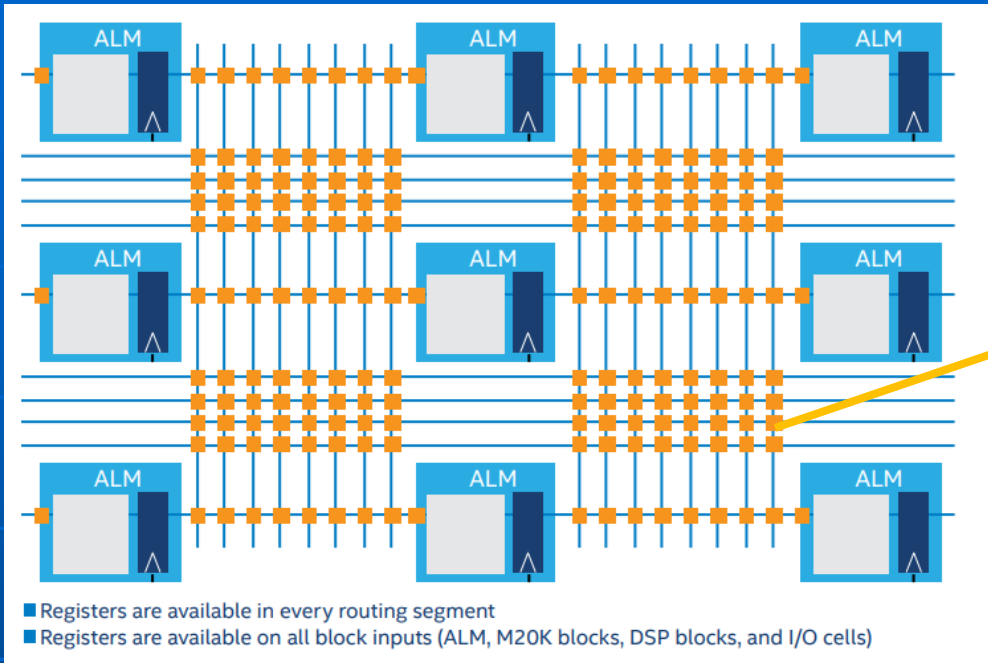 ALM ALM ALM
ALM ALM ALM
ALM ALM ALM
Registers are available in every routing segment
Registers are available on all block inputs (ALM, M20K blocks, DSP blocks, and I/O cells)